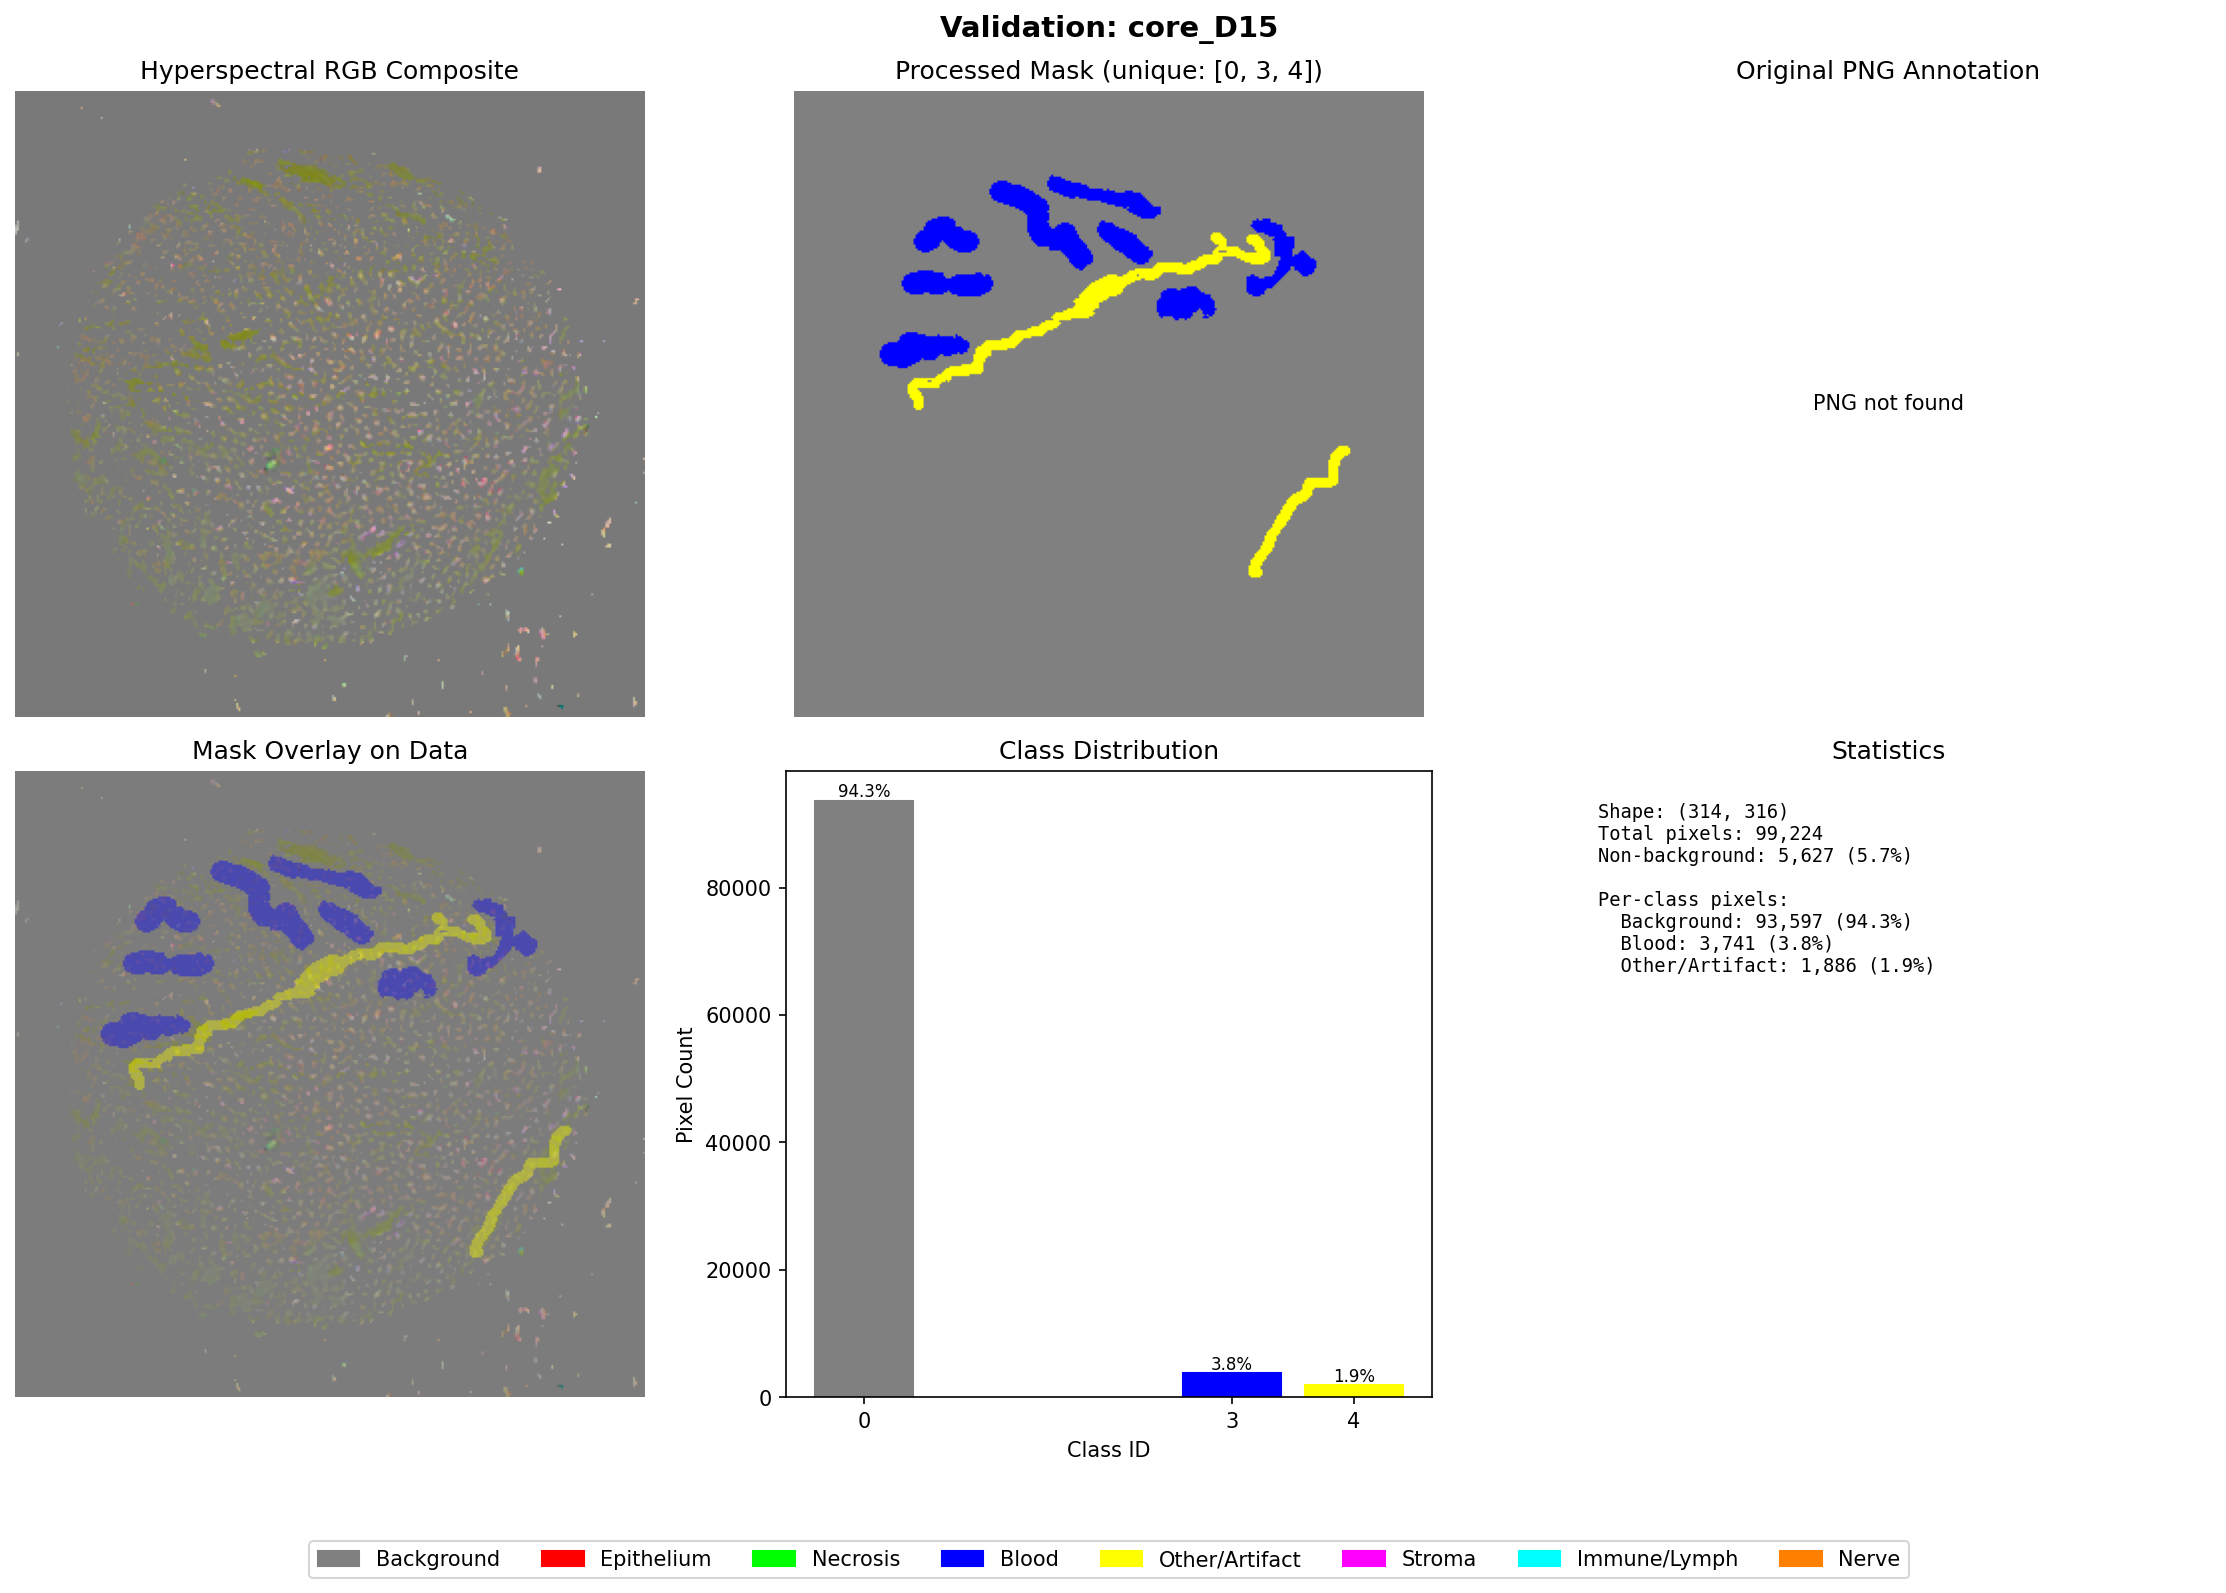 Validation: core_D15
Hyperspectral RGB Composite
Processed Mask (unique: [0, 3, 4])
Original PNG Annotation
PNG not found
Mask Overlay on Data
Class Distribution
94.3%
3.8%
1.9%
80000
60000
40000
20000
0
Pixel Count
0 3 4
Class ID
Statistics
Shape: (314, 316)
Total pixels: 99,224
Non-background: 5,627 (5.7%)
Per-class pixels:
Background: 93,597 (94.3%)
Blood: 3,741 (3.8%)
Other/Artifact: 1,886 (1.9%)
Background Epithelium Necrosis Blood Other/Artifact Stroma Immune/Lymph Nerve